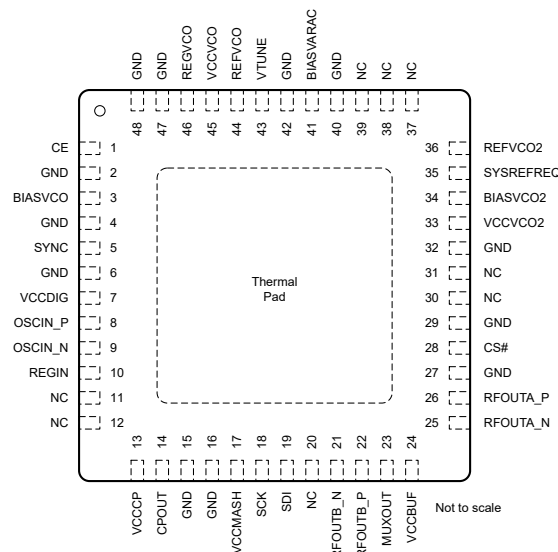 GND
GND
REGVCO
VCCVCO
REFVCO
VTUNE
GND
BIASVARAC
GND
NC
NC
NC
48
47
46
45
44
43
42
41
40
39
38
37
CE 1
GND 2
BIASVCO 3
GND 4
SYNC 5
GND 6
VCCDIG 7
OSCIN_P 8
OSCIN_N 9
REGIN 10
NC 11
NC 12
Thermal
Pad
36 REFVCO2
35 SYSREFREQ
34 BIASVCO2
33 VCCVCO2
32 GND
31 NC
30 NC
29 GND
28 CS#
27 GND
26 RFOUTA_P
25 RFOUTA_N
13
14
15
16
17
18
19
20
21
22
23
24
VCCCP
CPOUT
GND
GND
VCCMASH
SCK
SDI
NC
RFOUTB_N
RFOUTB_P
MUXOUT
VCCBUF
Not to scale